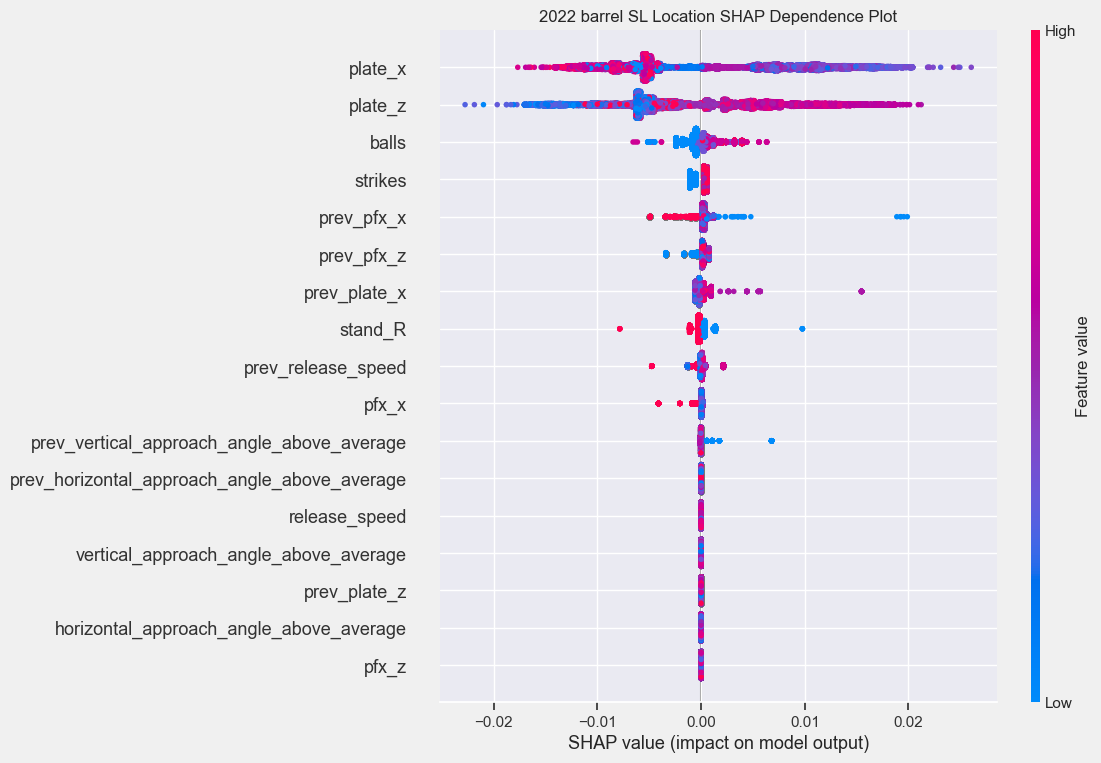 2022 barrel SL Location SHAP Dependence Plot
High
plate_x
plate_z
balls
strikes
prev_pfx_x
prev_pfx_z
prev_plate_x
stand_R
prev_release_speed
pfx_x
prev_vertical_approach_angle_above_average
prev_horizontal_approach_angle_above_average
release_speed
vertical_approach_angle_above_average
prev_plate_z
horizontal_approach_angle_above_average
pfx_z
Feature value
Low
−0.02 −0.01 0.00 0.01 0.02
SHAP value (impact on model output)